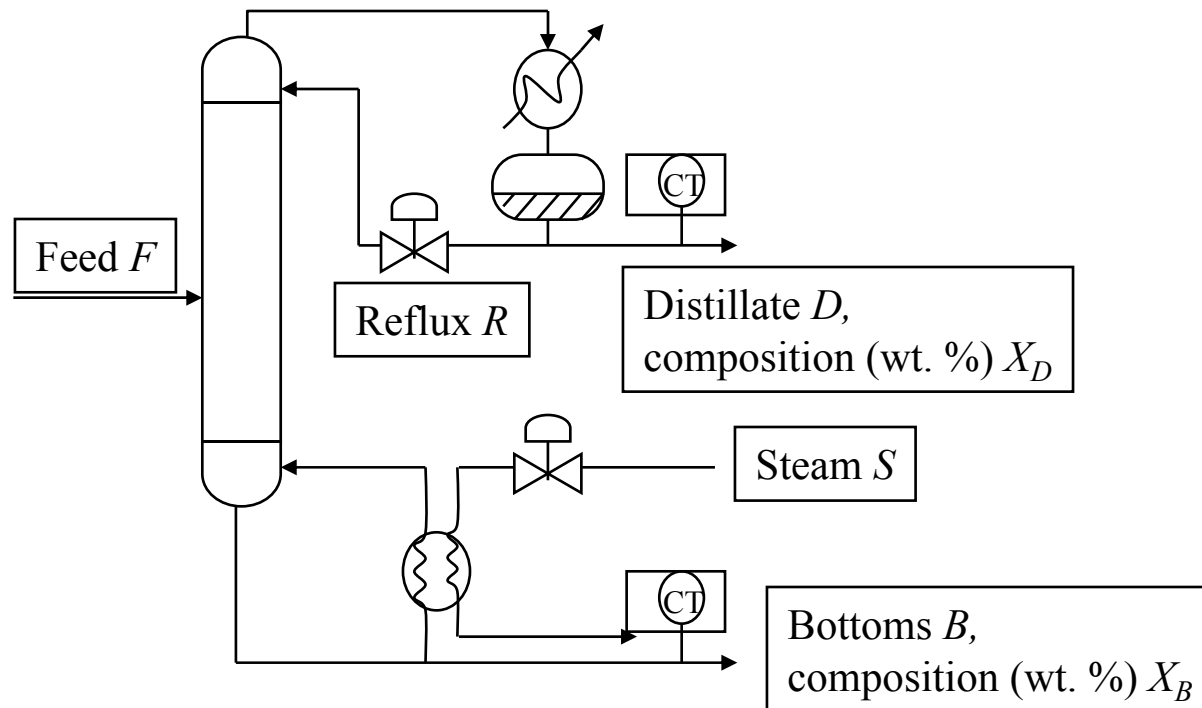 CT
Feed F
Reflux R
Distillate D,
composition (wt. %) X_D
Steam S
CT
Bottoms B,
composition (wt. %) X_B